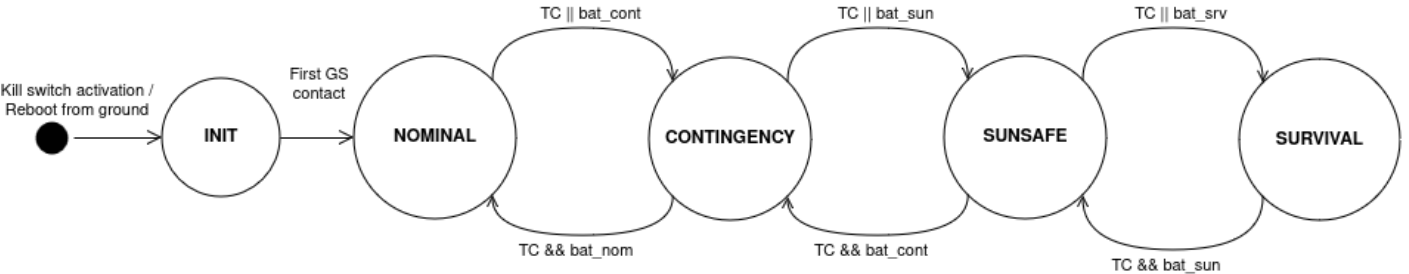 TC || bat_cont
TC || bat_sun
TC || bat_srv
First GS
contact
Kill switch activation /
Reboot from ground
INIT
NOMINAL
CONTINGENCY
SUNSAFE
SURVIVAL
TC && bat_nom
TC && bat_cont
TC && bat_sun